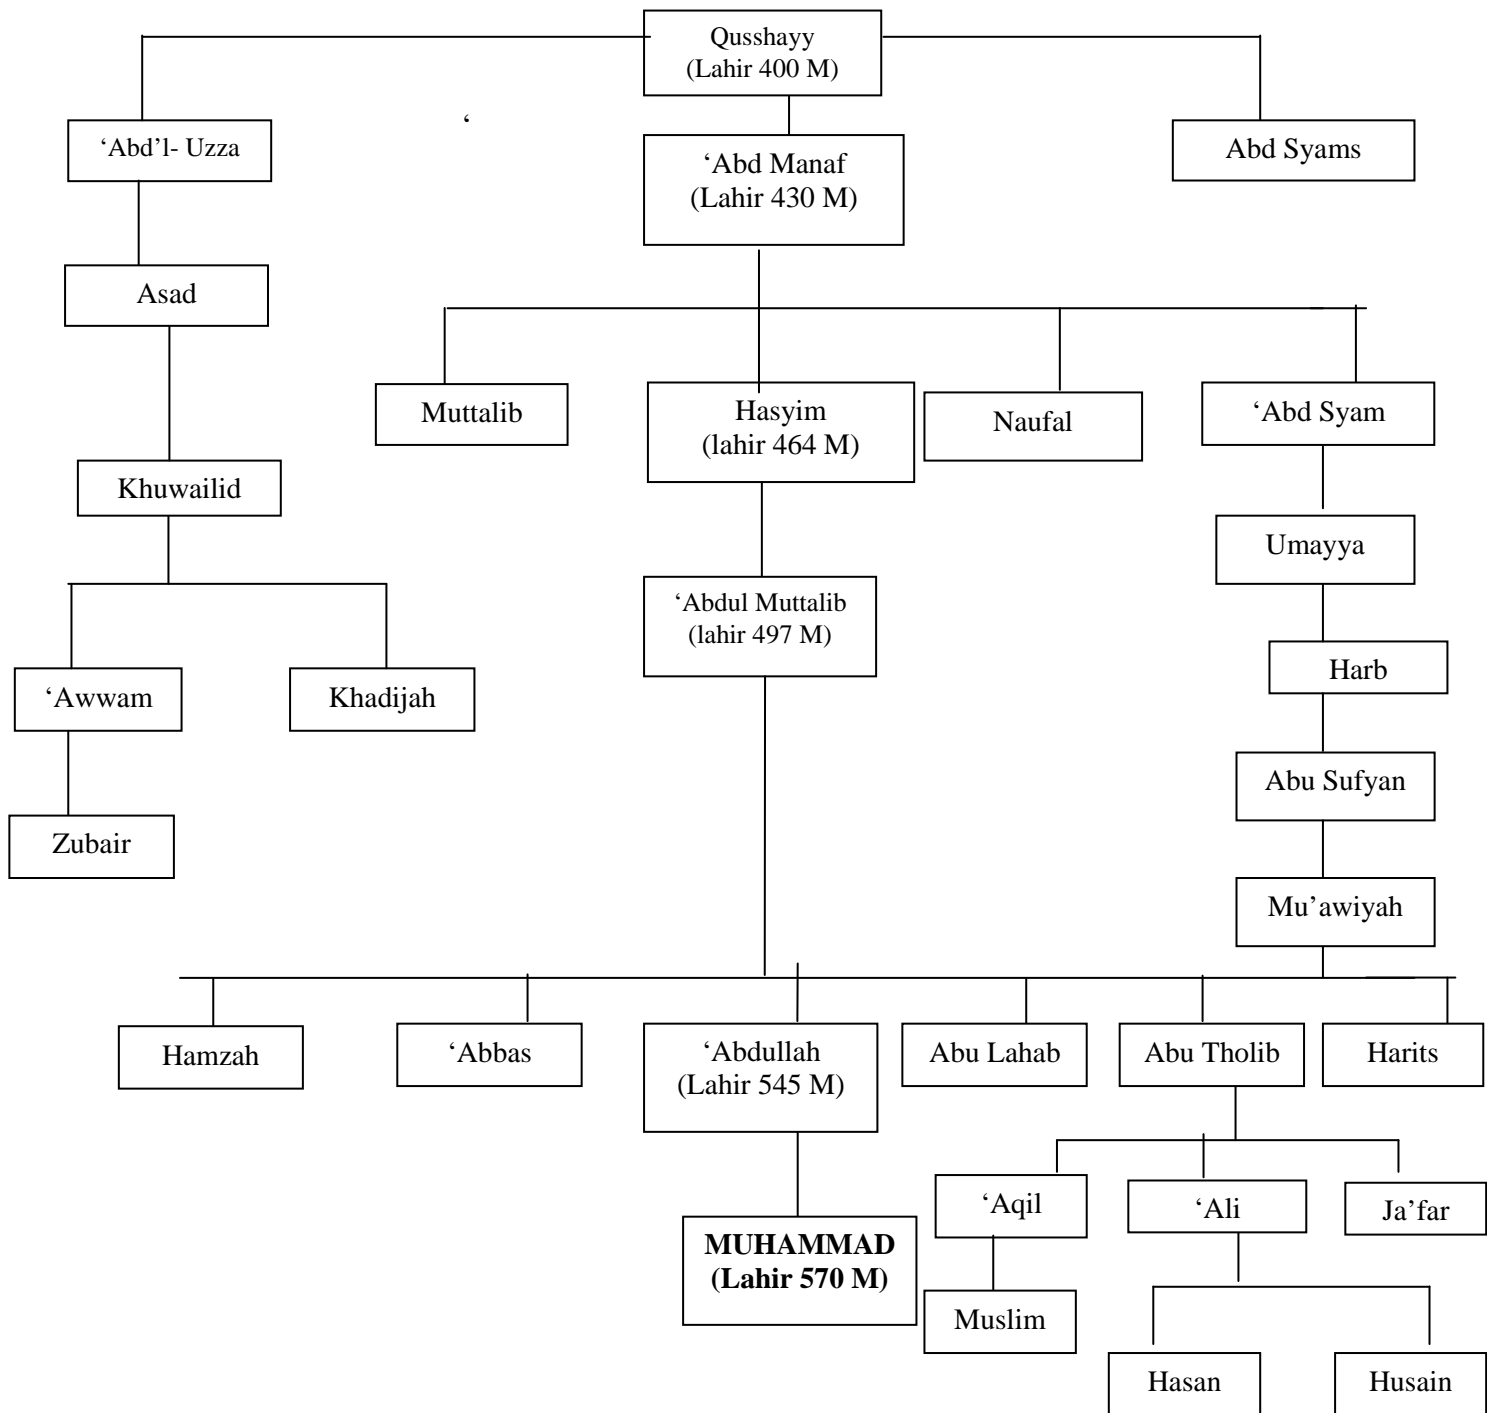 Qusshayy
(Lahir 400 M)
‘
‘Abd’l- Uzza
‘Abd Manaf
(Lahir 430 M)
Abd Syams
Asad
Muttalib
Hasyim
(lahir 464 M)
Naufal
‘Abd Syam
Khuwailid
Umayya
‘Abdul Muttalib
(lahir 497 M)
‘Awwam
Khadijah
Harb
Abu Sufyan
Zubair
Mu’awiyah
Hamzah
‘Abbas
‘Abdullah
(Lahir 545 M)
Abu Lahab
Abu Tholib
Harits
‘Aqil
‘Ali
Ja’far
MUHAMMAD
(Lahir 570 M)
Muslim
Hasan
Husain